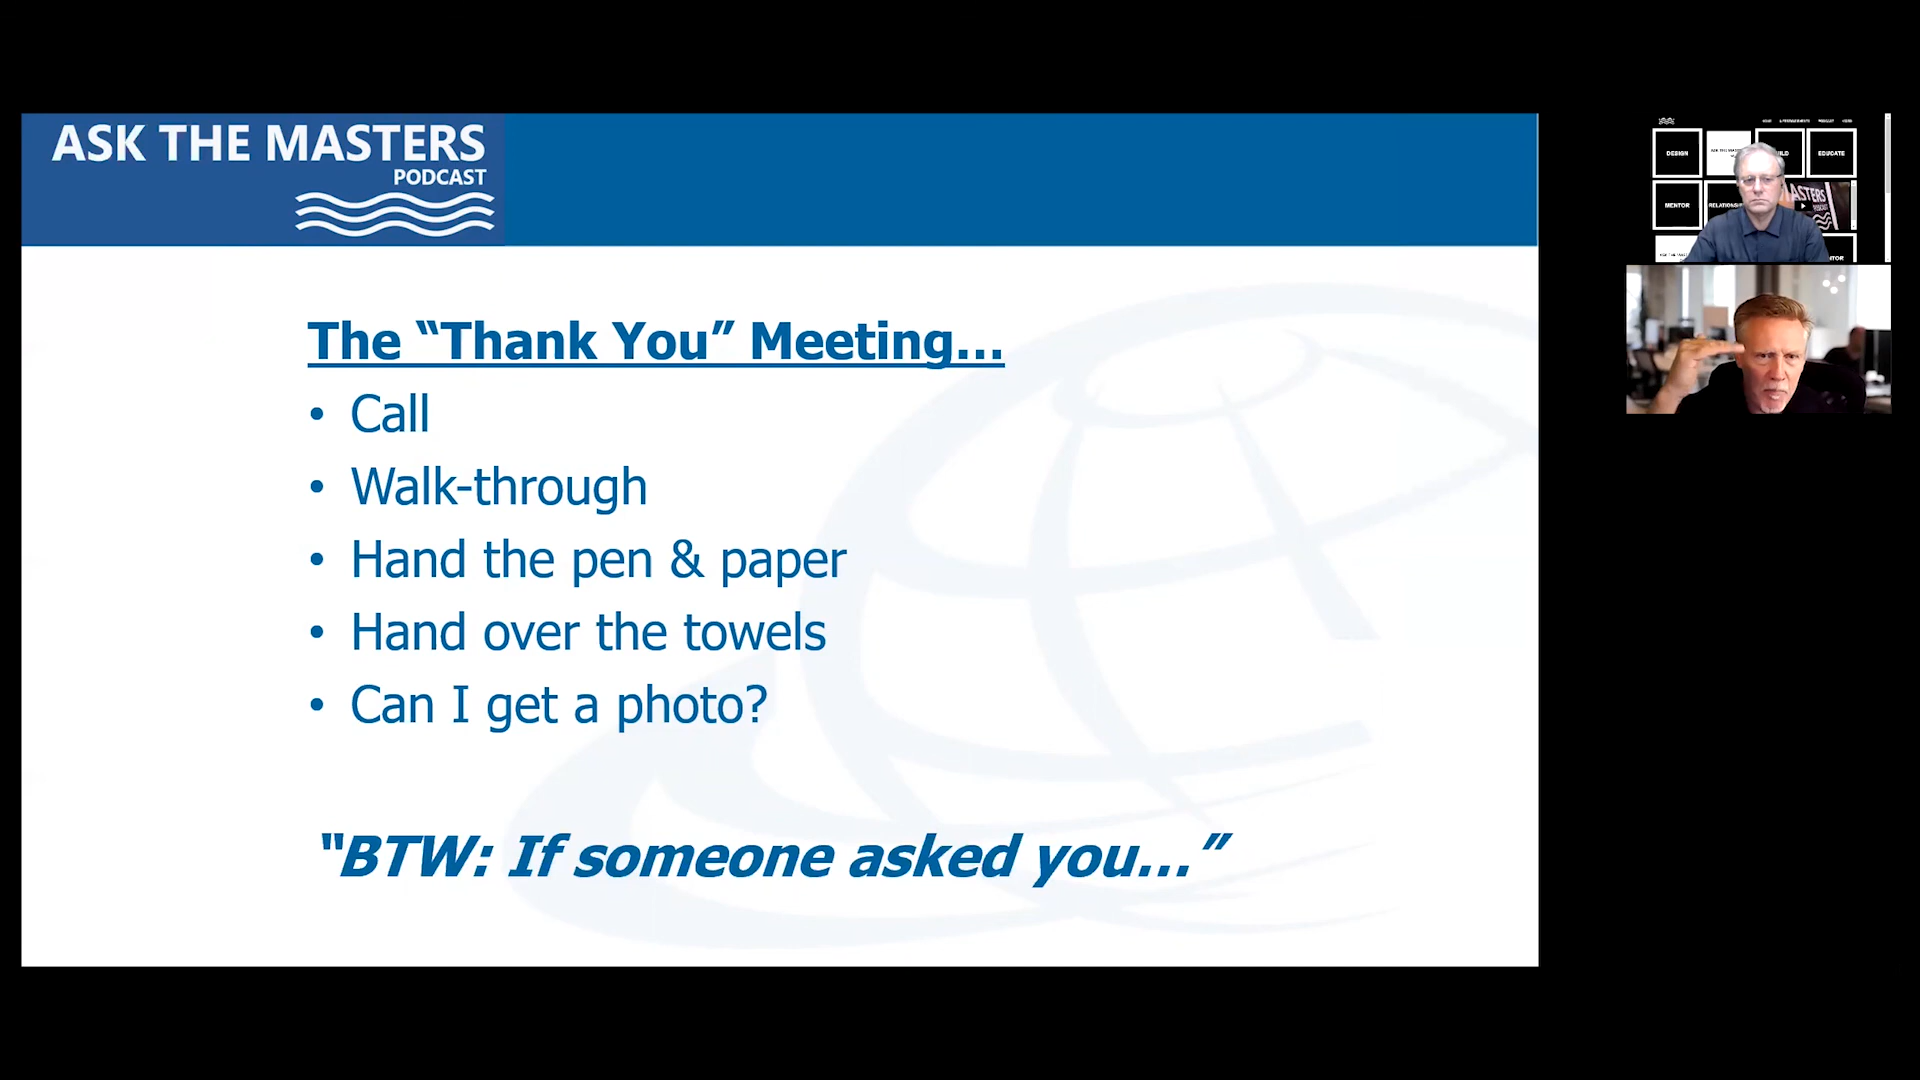 ASK THE MASTERS
PODCAST
The “Thank You” Meeting…
• Call
• Walk-through
• Hand the pen & paper
• Hand over the towels
• Can I get a photo?
“BTW: If someone asked you…”
DESIGN
EDUCATE
MENTOR
MASTERS